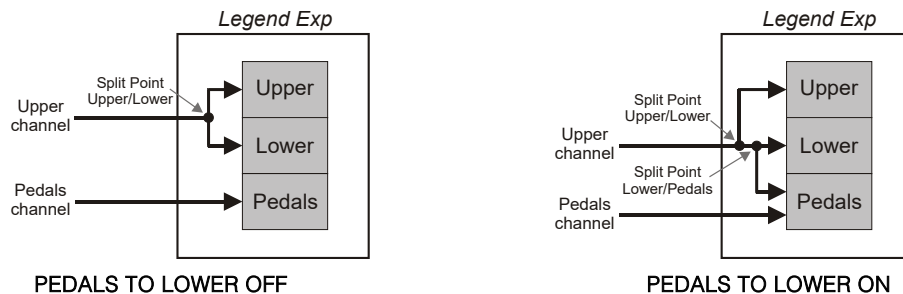 Legend Exp
Split Point
Upper/Lower
Upper
channel
Upper
Lower
Pedals
channel
Pedals
PEDALS TO LOWER OFF
Legend Exp
Split Point
Upper/Lower
Upper
channel
Split Point
Lower/Pedals
Upper
Lower
Pedals
channel
Pedals
PEDALS TO LOWER ON